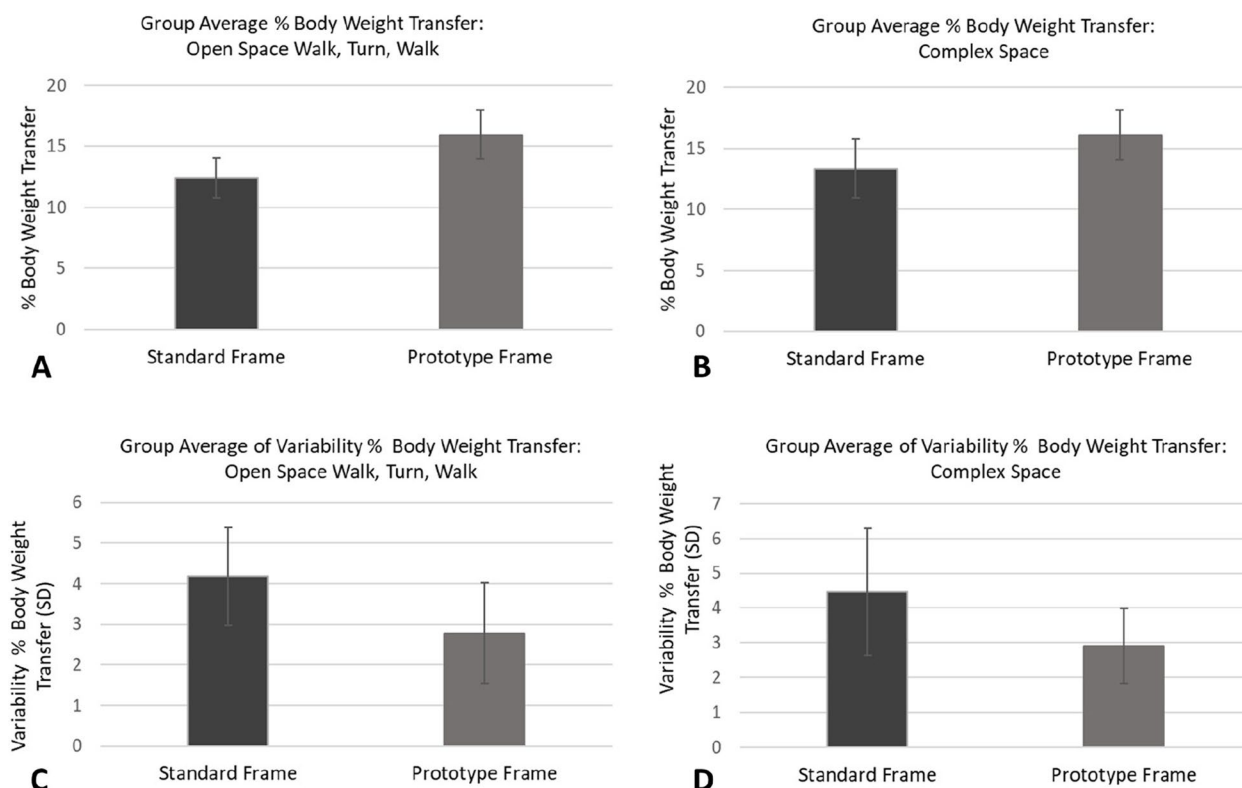 Group Average % Body Weight Transfer:
Open Space Walk, Turn, Walk
% Body Weight Transfer
20
15
10
5
0
Standard Frame
Prototype Frame
A
Group Average % Body Weight Transfer:
Complex Space
% Body Weight Transfer
20
15
10
5
0
Standard Frame
Prototype Frame
B
Group Average of Variability % Body Weight Transfer:
Open Space Walk, Turn, Walk
Variability % Body Weight
Transfer (SD)
6
5
4
3
2
1
0
Standard Frame
Prototype Frame
C
Group Average of Variability % Body Weight Transfer:
Complex Space
Variability % Body Weight
Transfer (SD)
7
6
5
4
3
2
1
0
Standard Frame
Prototype Frame
D